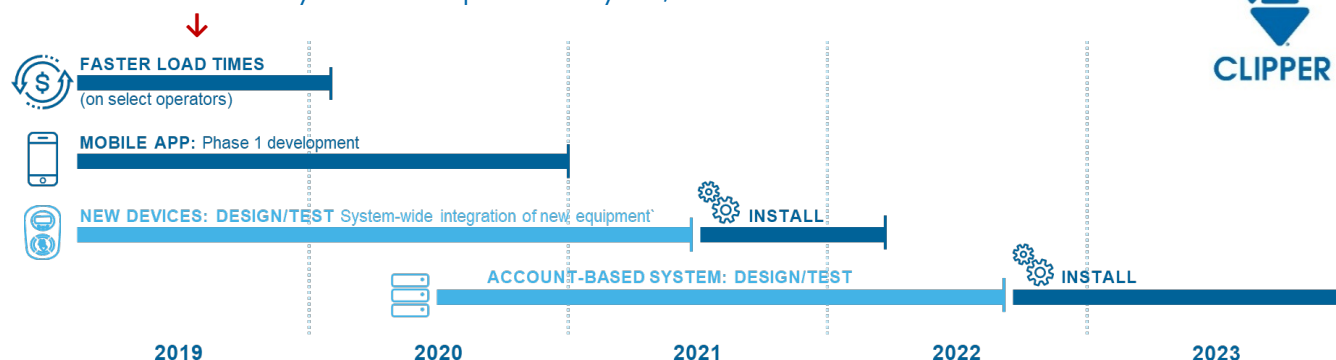 FASTER LOAD TIMES
(on select operators)
CLIPPER
MOBILE APP: Phase 1 development
NEW DEVICES: DESIGN/TEST System-wide integration of new equipment`
INSTALL
ACCOUNT-BASED SYSTEM: DESIGN/TEST
INSTALL
2019 2020 2021 2022 2023